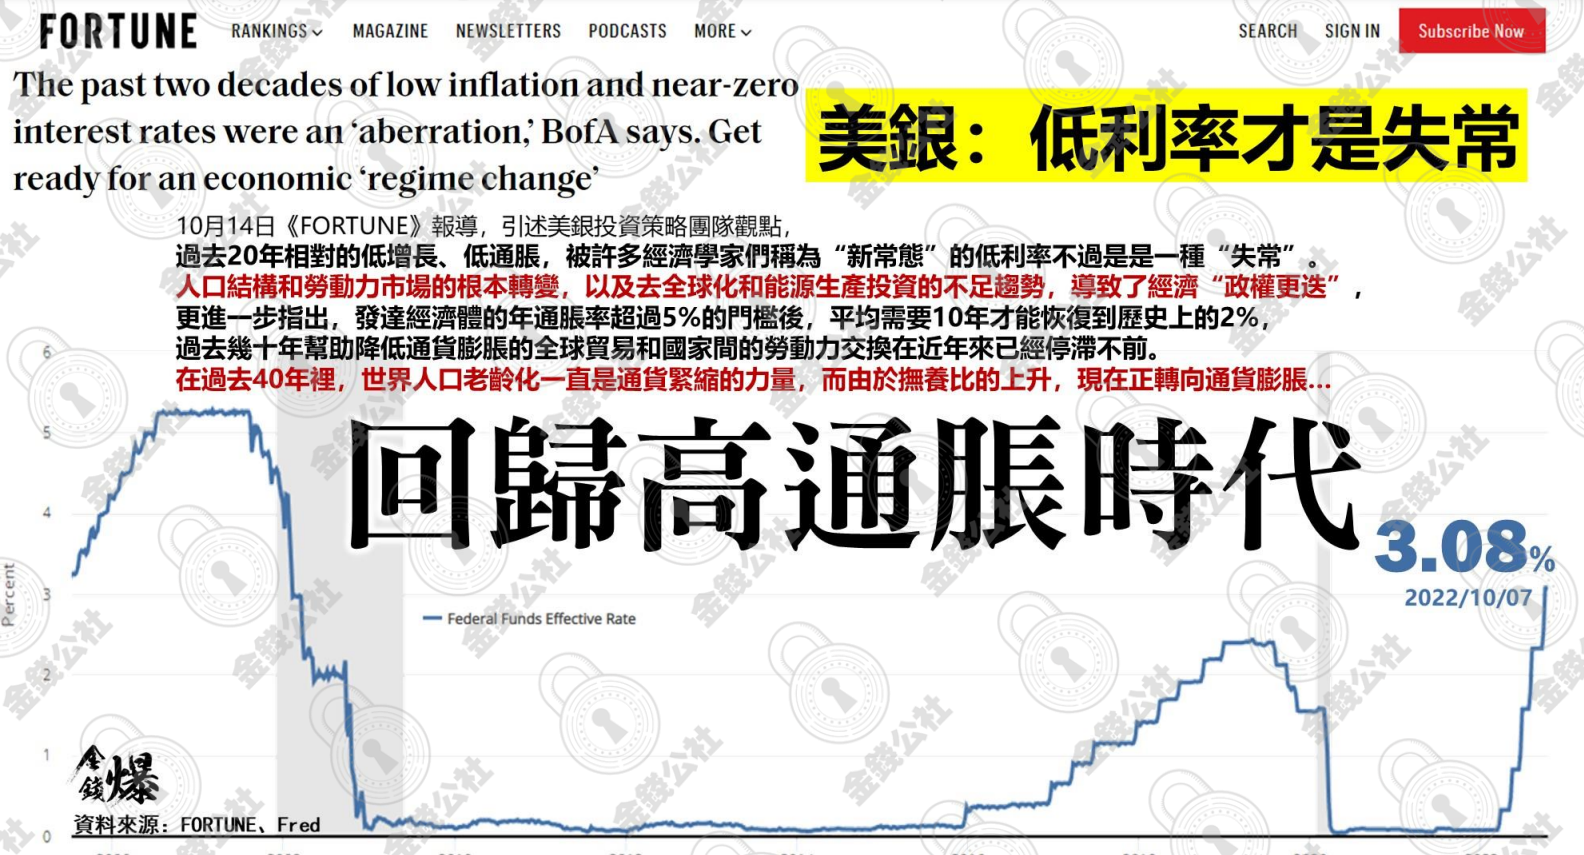 FORTUNE RANKINGS MAGAZINE NEWSLETTERS PODCASTS MORE SEARCH SIGN IN Subscribe Now
The past two decades of low inflation and near-zero
interest rates were an ‘aberration,’ BofA says. Get
ready for an economic ‘regime change’
美銀：低利率才是失常
10月14日《FORTUNE》報導，引述美銀投資策略團隊觀點，
過去20年相對的低增長、低通脹，被許多經濟學家們稱為“新常態”的低利率不過是是一種“失常”。
人口結構和勞動力市場的根本轉變，以及去全球化和能源生產投資的不足趨勢，導致了經濟“政權更迭”，
更進一步指出，發達經濟體的年通脹率超過5%的門檻後，平均需要10年才能恢復到歷史上的2%，
過去幾十年幫助降低通貨膨脹的全球貿易和國家間的勞動力交換在近年來已經停滯不前。
在過去40年裡，世界人口老齡化一直是通貨緊縮的力量，而由於撫養比的上升，現在正轉向通貨膨脹...
回歸高通脹時代
3.08%
2022/10/07
Federal Funds Effective Rate
Percent
6
5
4
3
2
1
0
金錢爆
資料來源：FORTUNE、Fred
金錢公社